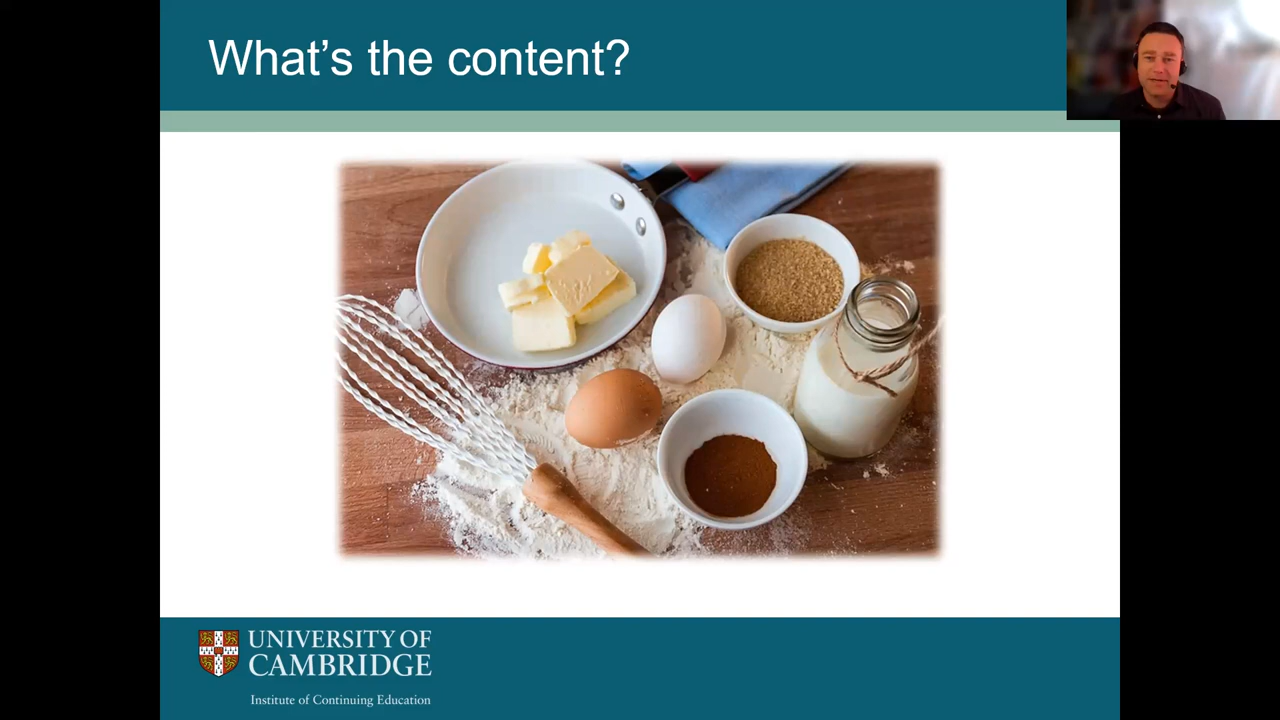 What's the content?
UNIVERSITY OF
CAMBRIDGE
Institute of Continuing Education